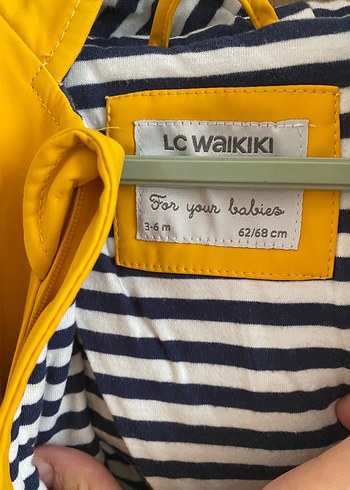 LC WAIKIKI
For your babies
3-6 m 62/68 cm